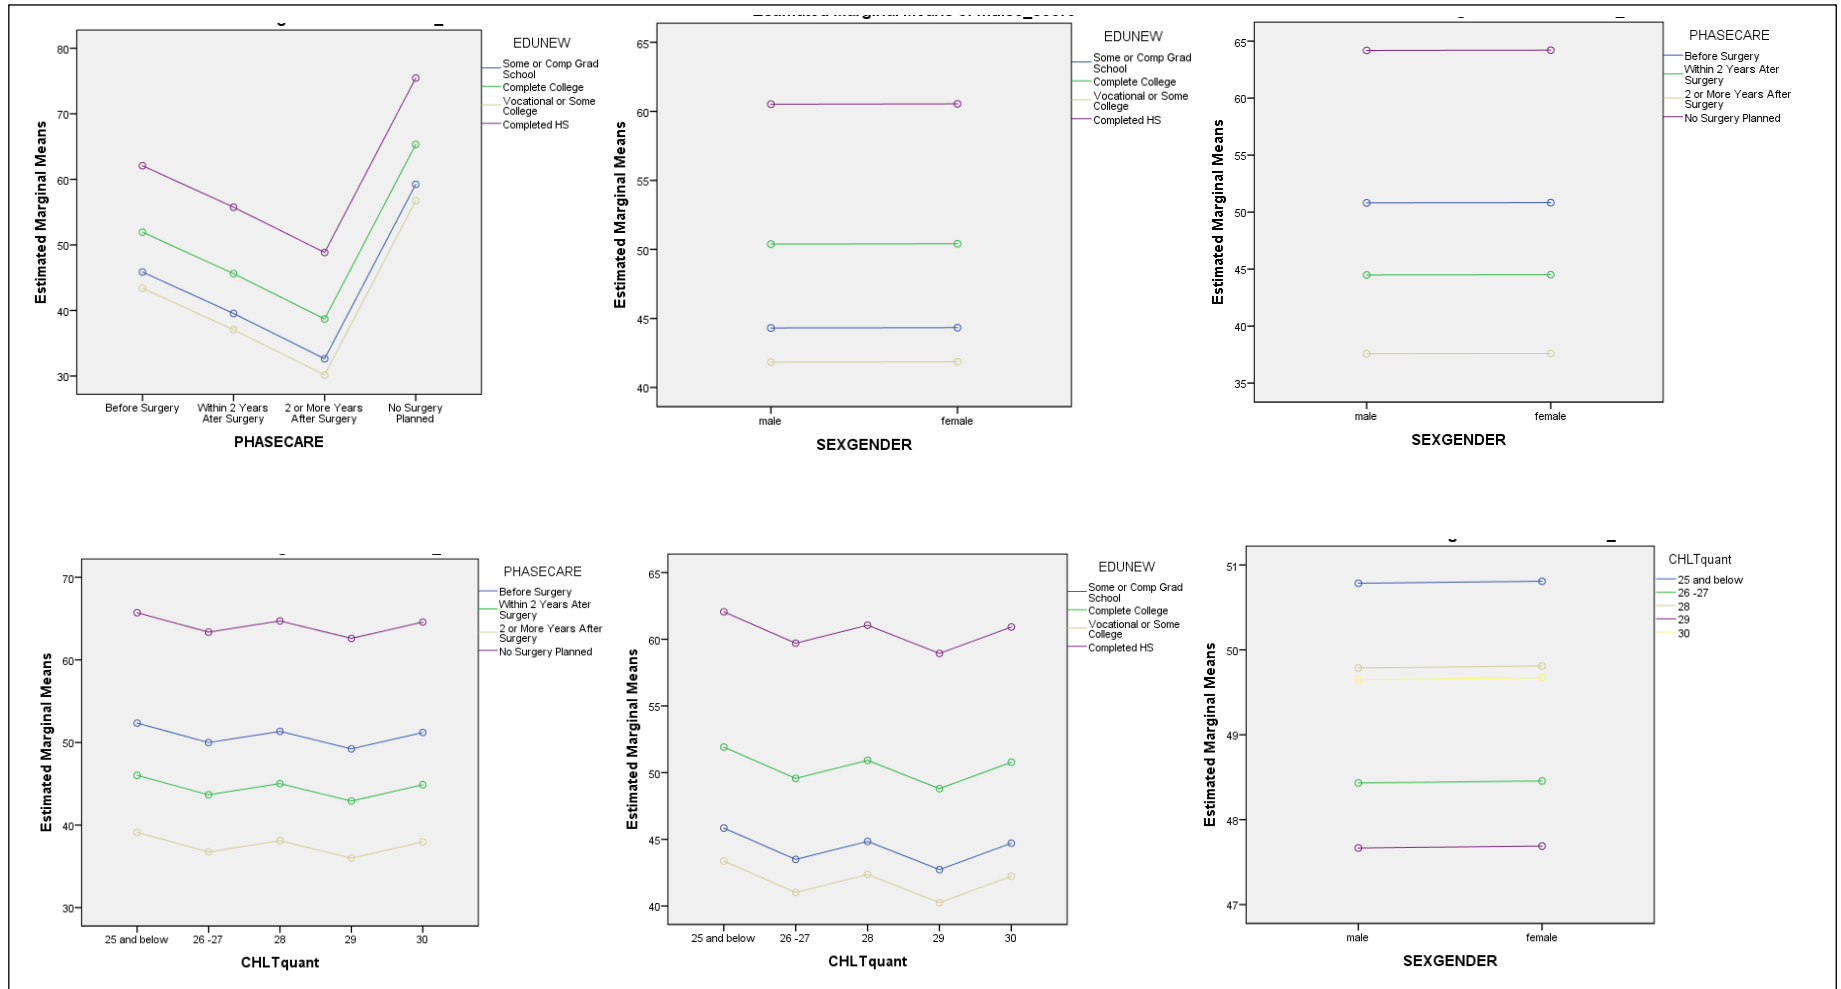 80
70
60
50
40
30
Estimated Marginal Means
Before Surgery
Within 2 Years
Ater Surgery
2 or More Years
After Surgery
No Surgery
Planned
PHASECARE
EDUNEW
Some or Comp Grad
School
Complete College
Vocational or Some
College
Completed HS
65
60
55
50
45
40
Estimated Marginal Means
male
female
SEXGENDER
EDUNEW
Some or Comp Grad
School
Complete College
Vocational or Some
College
Completed HS
65
60
55
50
45
40
35
Estimated Marginal Means
male
female
SEXGENDER
PHASECARE
Before Surgery
Within 2 Years Ater
Surgery
2 or More Years After
Surgery
No Surgery Planned
70
60
50
40
30
Estimated Marginal Means
25 and below
26 -27
28
29
30
CHLTquant
PHASECARE
Before Surgery
Within 2 Years Ater
Surgery
2 or More Years After
Surgery
No Surgery Planned
65
60
55
50
45
40
Estimated Marginal Means
25 and below
26 -27
28
29
30
CHLTquant
EDUNEW
Some or Comp Grad
School
Complete College
Vocational or Some
College
Completed HS
51
50
49
48
47
Estimated Marginal Means
male
female
SEXGENDER
CHLTquant
25 and below
26 -27
28
29
30